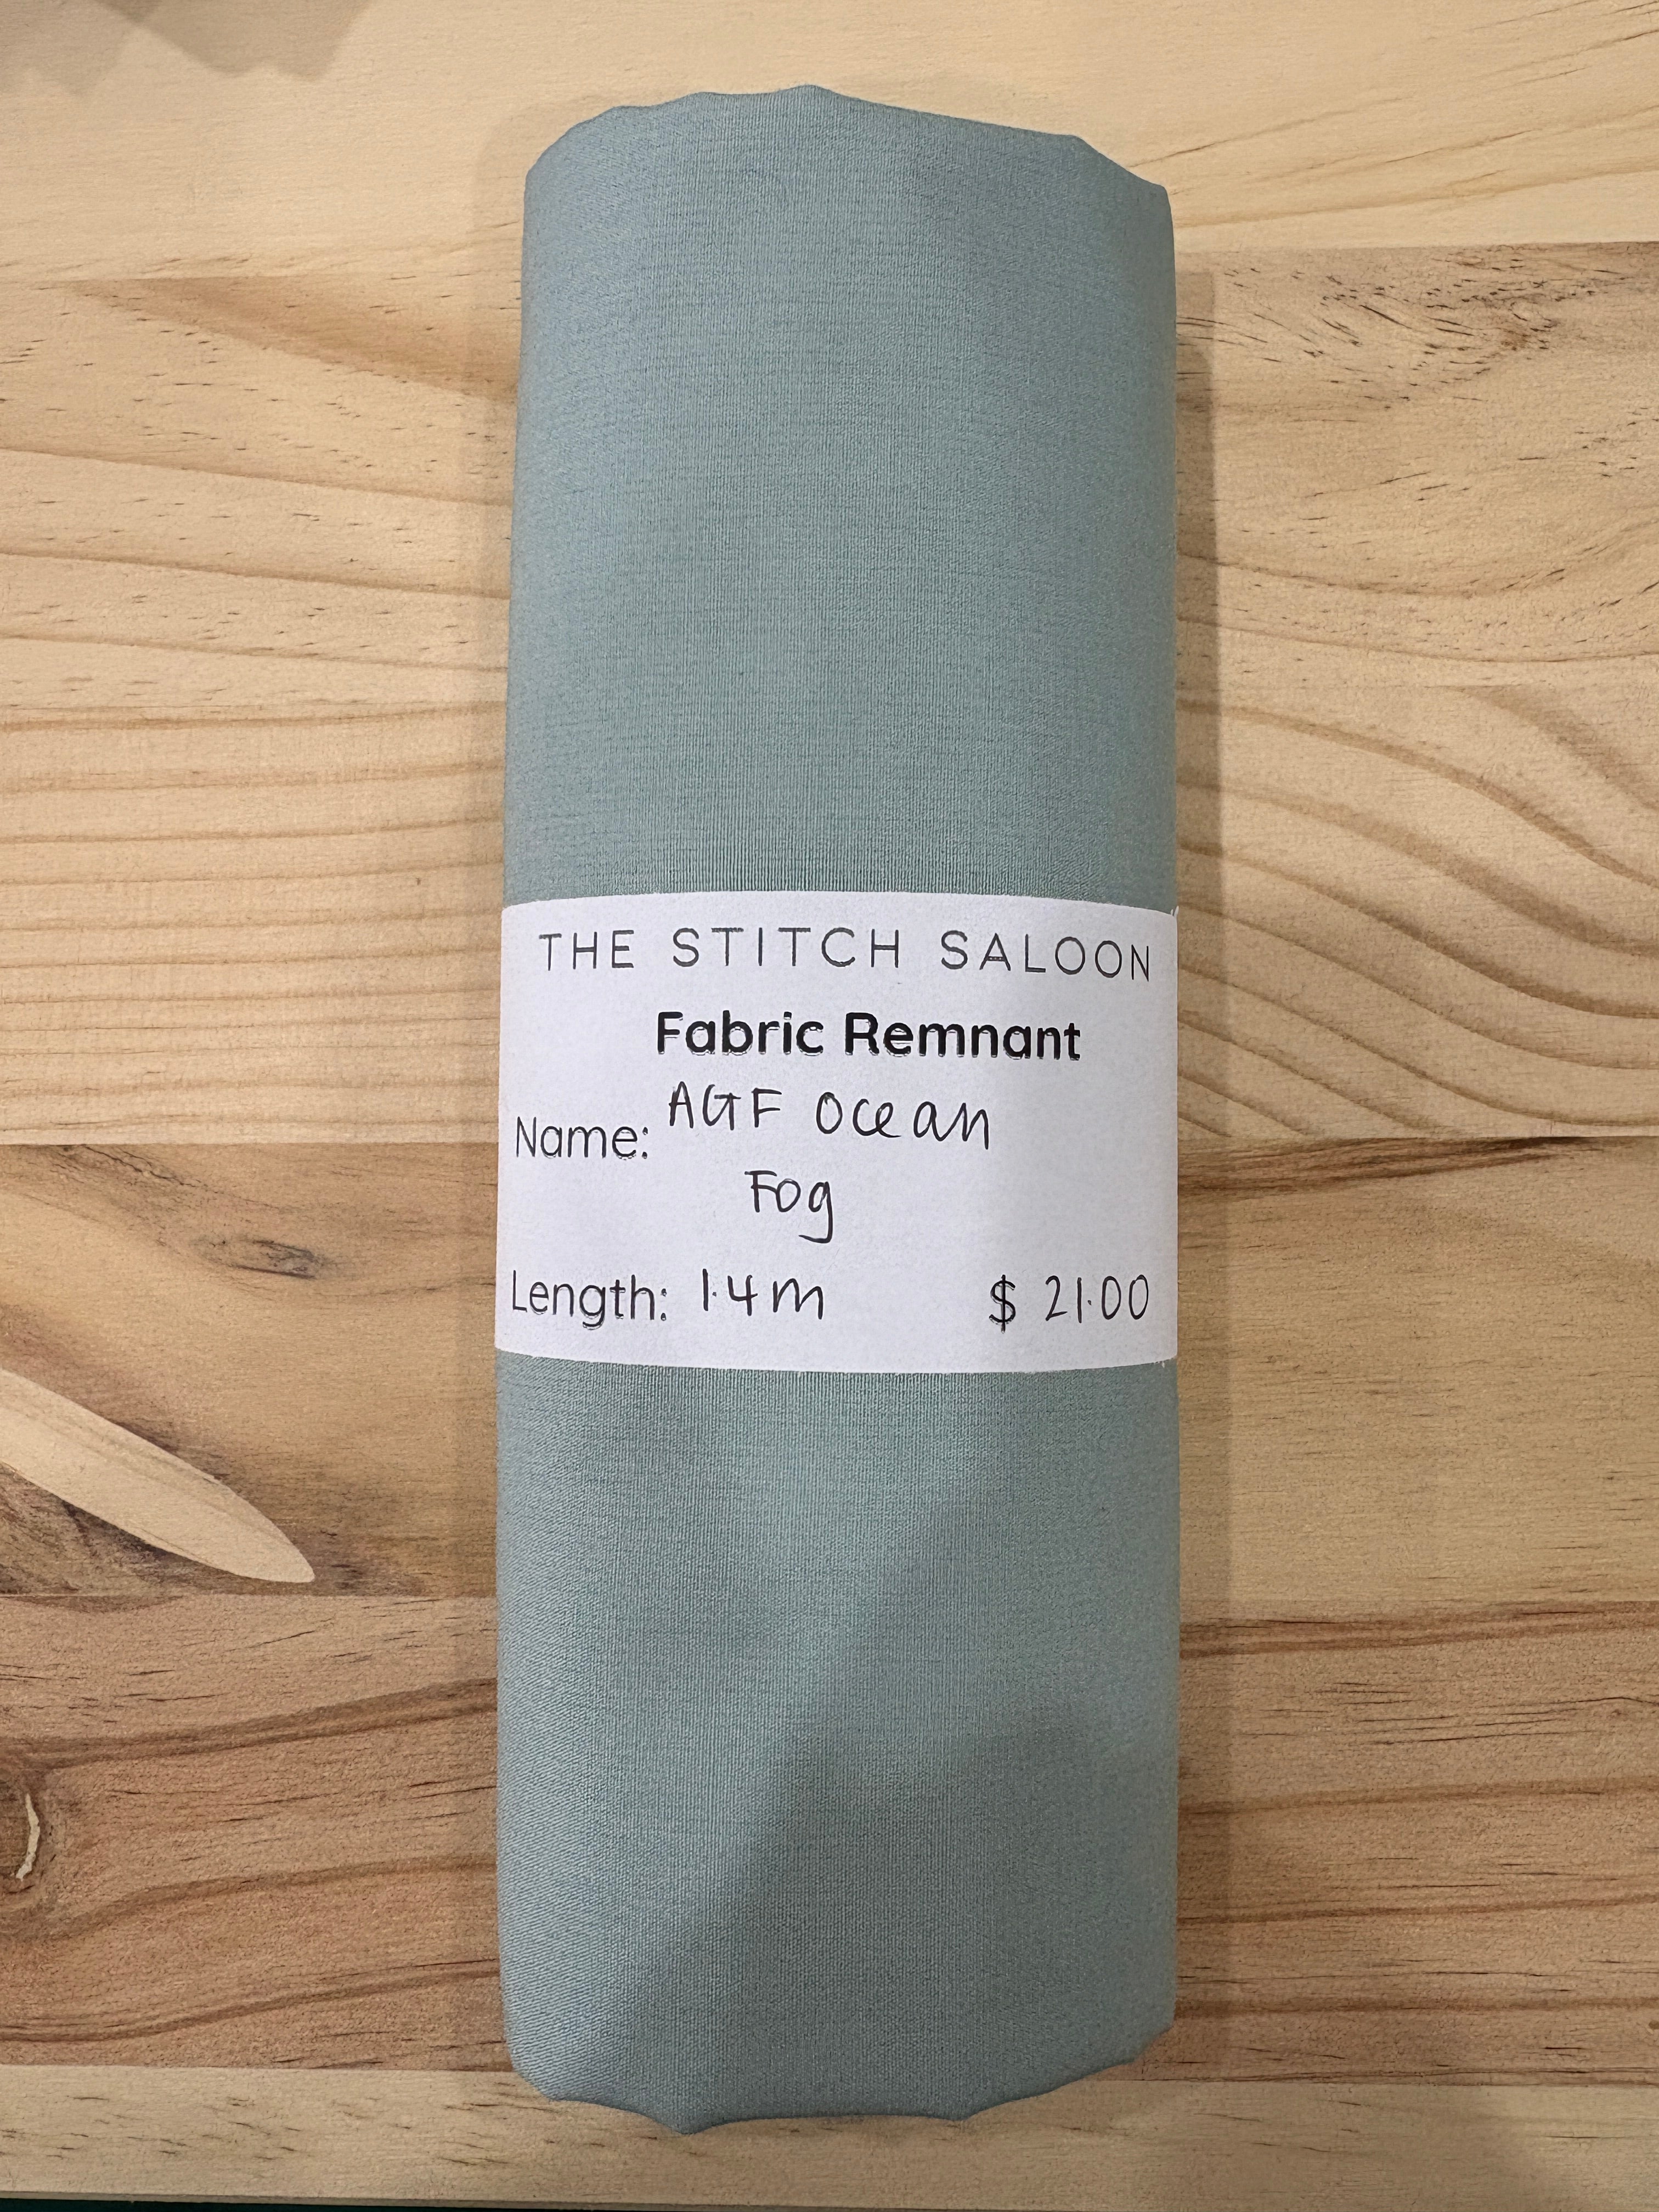 THE STITCH SALOON
Fabric Remnant
Name: AGF Ocean
Fog
Length: 1.4m $ 21.00